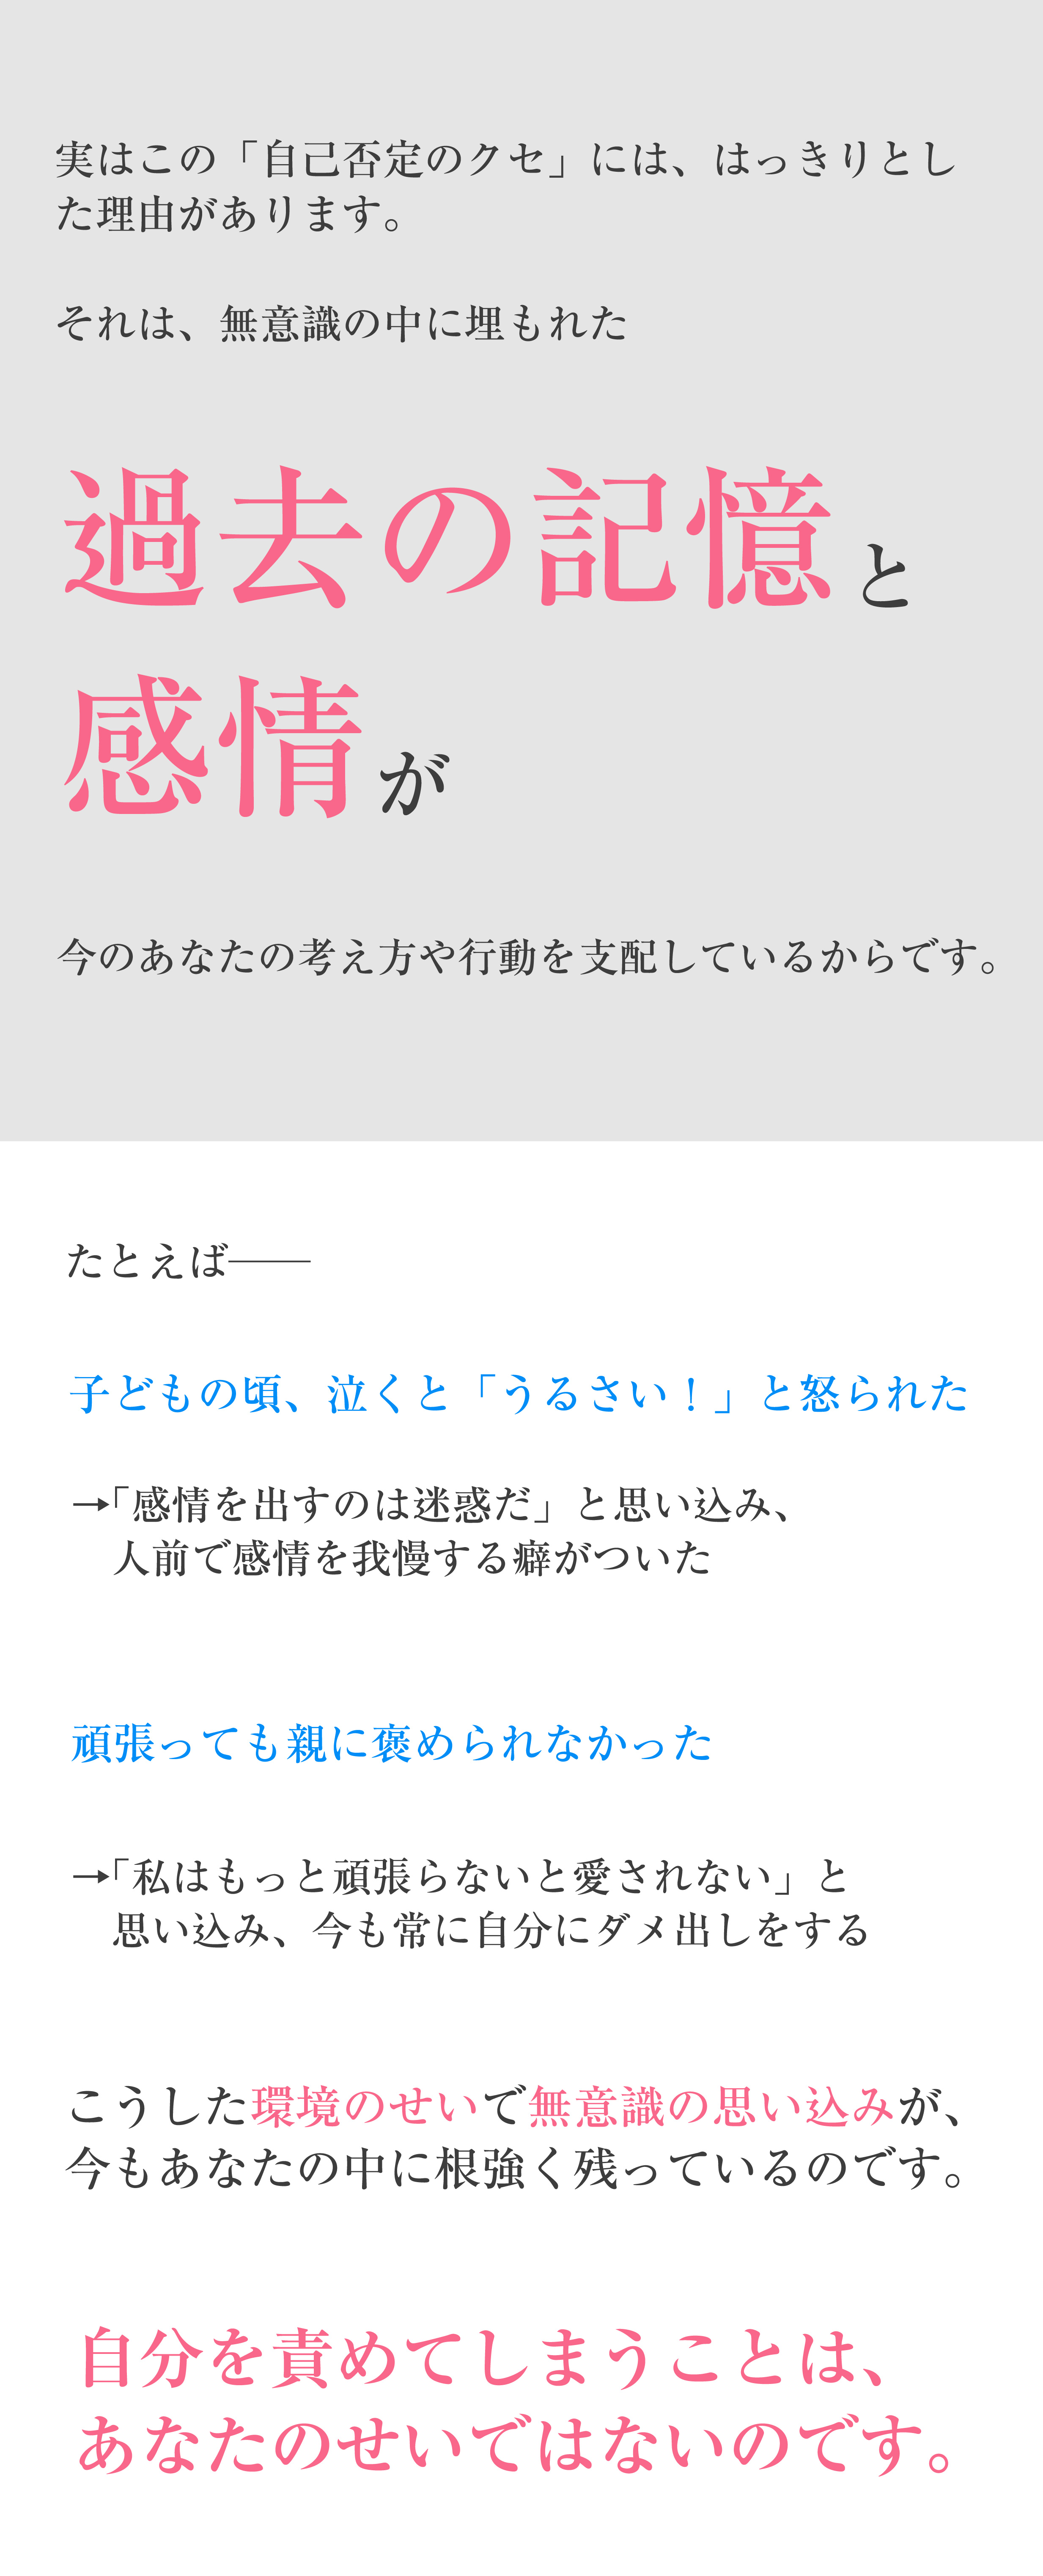 実はこの「自己否定のクセ」には、はっきりとし
た理由があります。
それは、無意識の中に埋もれた
過去の記憶と
感情が
今のあなたの考え方や行動を支配しているからです。
たとえば――
子どもの頃、泣くと「うるさい！」と怒られた
→「感情を出すのは迷惑だ」と思い込み、
人前で感情を我慢する癖がついた
頑張っても親に褒められなかった
→「私はもっと頑張らないと愛されない」と
思い込み、今も常に自分にダメ出しをする
こうした環境のせいで無意識の思い込みが、
今もあなたの中に根強く残っているのです。
自分を責めてしまうことは、
あなたのせいではないのです。